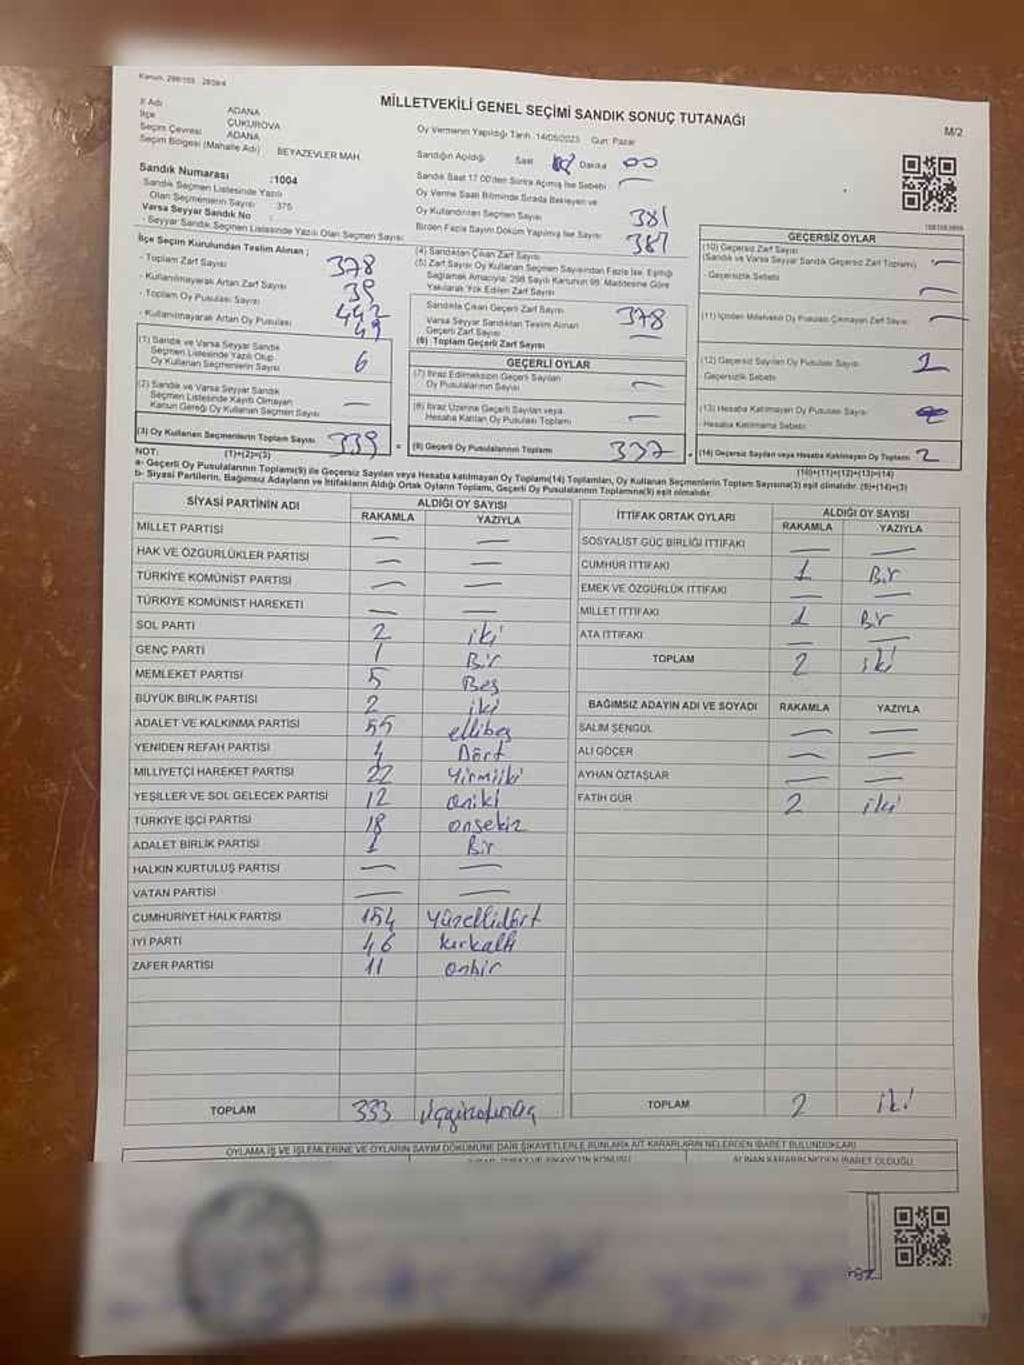 Kanun, 298/105 2839/4
MİLLETVEKİLİ GENEL SEÇİMİ SANDIK SONUÇ TUTANAĞI
M/2
İl Adı ADANA
İlçe ÇUKUROVA
Seçim Çevresi ADANA
Seçim Bölgesi (Mahalle Adı) BEYAZEVLER MAH.
Sandık Numarası :1004
Sandık Seçmen Listesinde Yazılı
Olan Seçmenlerin Sayısı : 375
Varsa Seyyar Sandık No
- Seyyar Sandık Seçmen Listesinde Yazılı Olan Seçmen Sayısı
Oy Vermenin Yapıldığı Tarih 14/05/2023 Gün: Pazar
Sandığın Açıldığı Saat Dakika 00
Sandık Saat 17.00'den Sonra Açılmış İse Sebebi —
Oy Verme Saati Bitiminde Sırada Bekleyen ve
Oy Kullandırılan Seçmen Sayısı 381
Birden Fazla Sayım Döküm Yapılmış İse Sayısı 381
İlçe Seçim Kurulundan Teslim Alınan ;
- Toplam Zarf Sayısı 378
- Kullanılmayarak Artan Zarf Sayısı 39
- Toplam Oy Pusulası Sayısı 442
- Kullanılmayarak Artan Oy Pusulası 49
(1) Sandık ve Varsa Seyyar Sandık
Seçmen Listesinde Yazılı Olup
Oy Kullanan Seçmenlerin Sayısı 6
(2) Sandık ve Varsa Seyyar Sandık
Seçmen Listesinde Kayıtlı Olmayan
Kanun Gereği Oy Kullanan Seçmen Sayısı —
(3) Oy Kullanan Seçmenlerin Toplam Sayısı 339
(1)+(2)=(3)
(4) Sandıktan Çıkan Zarf Sayısı
(5) Zarf Sayısı Oy Kullanan Seçmen Sayısından Fazla İse, Eşitliği
Sağlamak Amacıyla; 298 Sayılı Kanunun 98. Maddesine Göre
Yakılarak Yok Edilen Zarf Sayısı
Sandıkta Çıkan Geçerli Zarf Sayısı 378
Varsa Seyyar Sandıktan Teslim Alınan
Geçerli Zarf Sayısı —
(6) Toplam Geçerli Zarf Sayısı
GEÇERLİ OYLAR
(7) İtiraz Edilmeksizin Geçerli Sayılan
Oy Pusulalarının Sayısı —
(8) İtiraz Üzerine Geçerli Sayılan veya
Hesaba Katılan Oy Pusulası Toplamı —
(9) Geçerli Oy Pusulalarının Toplamı 337
GEÇERSİZ OYLAR
(10) Geçersiz Zarf Sayısı
(Sandık ve Varsa Seyyar Sandık Geçersiz Zarf Toplamı) —
- Geçersizlik Sebebi —
(11) İçinden Milletvekili Oy Pusulası Çıkmayan Zarf Sayısı —
(12) Geçersiz Sayılan Oy Pusulası Sayısı 2
Geçersizlik Sebebi
(13) Hesaba Katılmayan Oy Pusulası Sayısı
- Hesaba Katılmama Sebebi
(14) Geçersiz Sayılan veya Hesaba Katılmayan Oy Toplamı 2
(10)+(11)+(12)+(13)=(14)
NOT:
a- Geçerli Oy Pusulalarının Toplamı(9) ile Geçersiz Sayılan veya Hesaba katılmayan Oy Toplamı(14) Toplamları, Oy Kullanan Seçmenlerin Toplam Sayısına(3) eşit olmalıdır. (9)+(14)=(3)
b- Siyasi Partilerin, Bağımsız Adayların ve İttifakların Aldığı Ortak Oyların Toplamı, Geçerli Oy Pusulalarının Toplamına(9) eşit olmalıdır.
SİYASİ PARTİNİN ADI ALDIĞI OY SAYISI
RAKAMLA YAZIYLA
MİLLET PARTİSİ — —
HAK VE ÖZGÜRLÜKLER PARTİSİ — —
TÜRKİYE KOMÜNİST PARTİSİ — —
TÜRKİYE KOMÜNİST HAREKETİ — —
SOL PARTİ 2 iki
GENÇ PARTİ 1 Bir
MEMLEKET PARTİSİ 5 Beş
BÜYÜK BİRLİK PARTİSİ 2 iki
ADALET VE KALKINMA PARTİSİ 55 ellibeş
YENİDEN REFAH PARTİSİ 4 Dört
MİLLİYETÇİ HAREKET PARTİSİ 22 Yirmiiki
YEŞİLLER VE SOL GELECEK PARTİSİ 12 oniki
TÜRKİYE İŞÇİ PARTİSİ 18 onsekiz
ADALET BİRLİK PARTİSİ 1 Bir
HALKIN KURTULUŞ PARTİSİ — —
VATAN PARTİSİ — —
CUMHURİYET HALK PARTİSİ 154 Yüzellidört
İYİ PARTİ 46 kırkaltı
ZAFER PARTİSİ 11 onbir
TOPLAM 333
İTTİFAK ORTAK OYLARI ALDIĞI OY SAYISI
RAKAMLA YAZIYLA
SOSYALİST GÜÇ BİRLİĞİ İTTİFAKI — —
CUMHUR İTTİFAKI 1 Bir
EMEK VE ÖZGÜRLÜK İTTİFAKI — —
MİLLET İTTİFAKI 1 Bir
ATA İTTİFAKI — —
TOPLAM 2 iki
BAĞIMSIZ ADAYIN ADI VE SOYADI RAKAMLA YAZIYLA
SALİM ŞENGÜL — —
ALİ GÖÇER — —
AYHAN ÖZTAŞLAR — —
FATİH GÜR 2 iki
TOPLAM 2 iki
OYLAMA İŞ VE İŞLEMLERİNE VE OYLARIN SAYIM DÖKÜMÜNE DAİR ŞİKAYETLERLE BUNLARA AİT KARARLARIN NELERDEN İBARET BULUNDUKLARI
ALINAN KARARIN NEDEN İBARET OLDUĞU